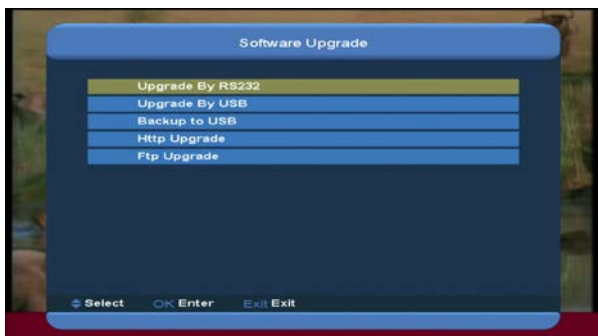 Software Upgrade
Upgrade By RS232
Upgrade By USB
Backup to USB
Http Upgrade
Ftp Upgrade
Select OK Enter Exit Exit